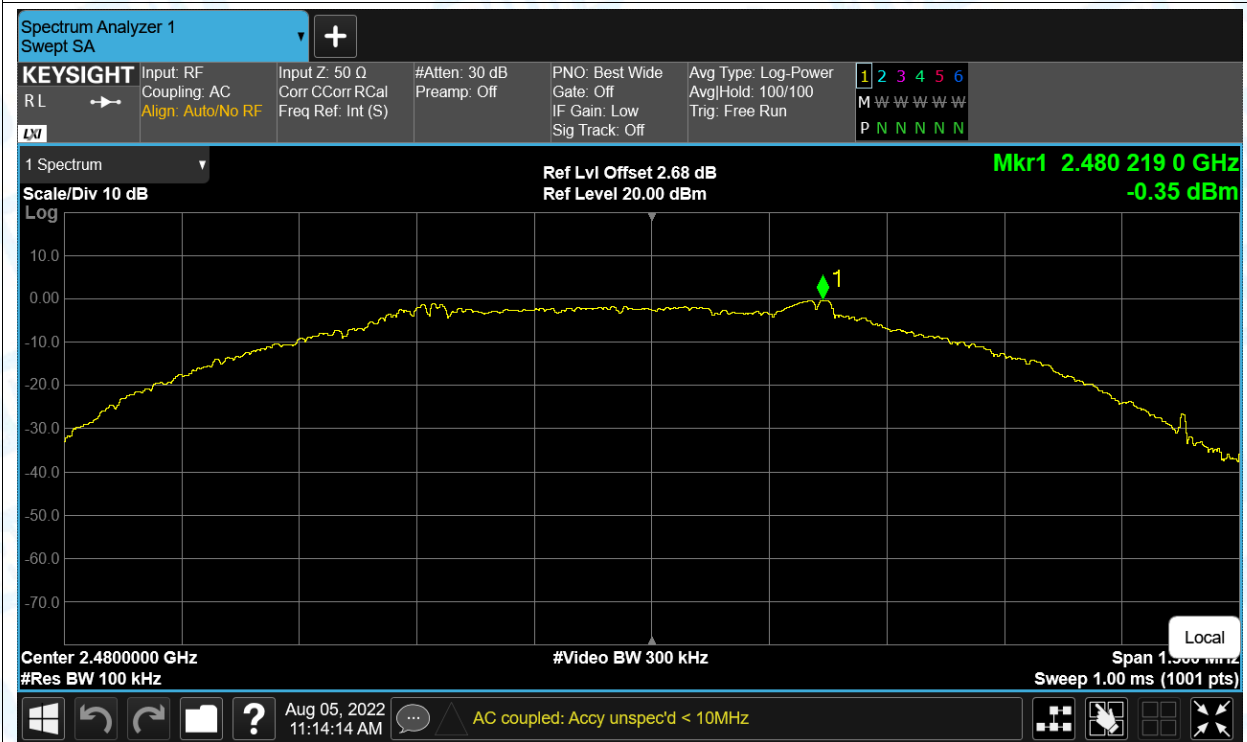 Spectrum Analyzer 1
Swept SA
KEYSIGHT
R L
LXI
Input: RF
Coupling: AC
Align: Auto/No RF
Input Z: 50 Ω
Corr CCorr RCal
Freq Ref: Int (S)
#Atten: 30 dB
Preamp: Off
PNO: Best Wide
Gate: Off
IF Gain: Low
Sig Track: Off
Avg Type: Log-Power
Avg|Hold: 100/100
Trig: Free Run
1 2 3 4 5 6
M W W W W W
P N N N N N
1 Spectrum
Scale/Div 10 dB
Log
Ref Lvl Offset 2.68 dB
Ref Level 20.00 dBm
Mkr1 2.480 219 0 GHz
-0.35 dBm
1
10.0
0.00
-10.0
-20.0
-30.0
-40.0
-50.0
-60.0
-70.0
Local
Center 2.4800000 GHz
#Video BW 300 kHz
Span
#Res BW 100 kHz
Sweep 1.00 ms (1001 pts)
?
Aug 05, 2022
11:14:14 AM
AC coupled: Accy unspec'd < 10MHz